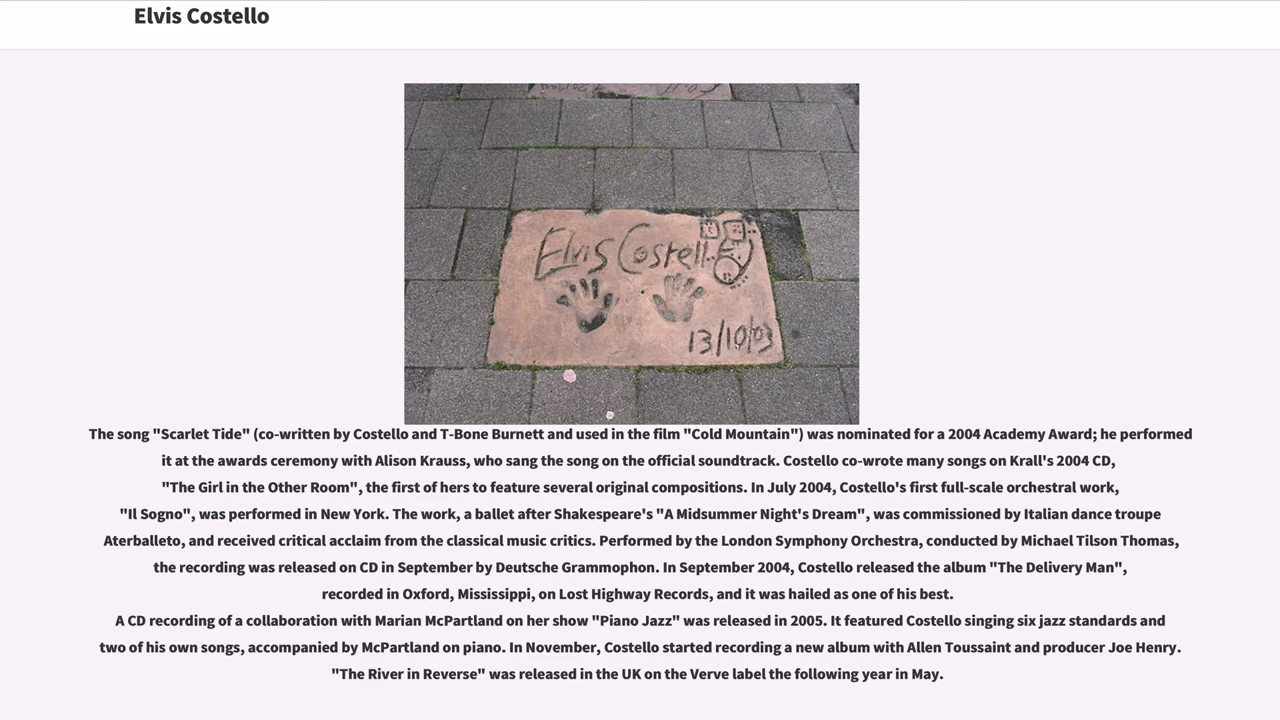 Elvis Costello
Elvis Costell
13/10/03
The song "Scarlet Tide" (co-written by Costello and T-Bone Burnett and used in the film "Cold Mountain") was nominated for a 2004 Academy Award; he performed
it at the awards ceremony with Alison Krauss, who sang the song on the official soundtrack. Costello co-wrote many songs on Krall's 2004 CD,
"The Girl in the Other Room", the first of hers to feature several original compositions. In July 2004, Costello's first full-scale orchestral work,
"Il Sogno", was performed in New York. The work, a ballet after Shakespeare's "A Midsummer Night's Dream", was commissioned by Italian dance troupe
Aterballeto, and received critical acclaim from the classical music critics. Performed by the London Symphony Orchestra, conducted by Michael Tilson Thomas,
the recording was released on CD in September by Deutsche Grammophon. In September 2004, Costello released the album "The Delivery Man",
recorded in Oxford, Mississippi, on Lost Highway Records, and it was hailed as one of his best.
A CD recording of a collaboration with Marian McPartland on her show "Piano Jazz" was released in 2005. It featured Costello singing six jazz standards and
two of his own songs, accompanied by McPartland on piano. In November, Costello started recording a new album with Allen Toussaint and producer Joe Henry.
"The River in Reverse" was released in the UK on the Verve label the following year in May.